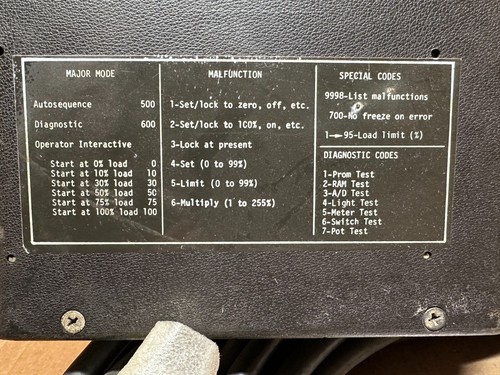 MAJOR MODE
Autosequence 500
Diagnostic 600
Operator Interactive
Start at 0% load 0
Start at 10% load 10
Start at 30% load 30
Start at 50% load 50
Start at 75% load 75
Start at 100% load 100
MALFUNCTION
1-Set/lock to zero, off, etc.
2-Set/lock to 100%, on, etc.
3-Lock at present
4-Set (0 to 99%)
5-Limit (0 to 99%)
6-Multiply (1 to 255%)
SPECIAL CODES
9998-List malfunctions
700-No freeze on error
1-95-Load limit (%)
DIAGNOSTIC CODES
1-Prom Test
2-RAM Test
3-A/D Test
4-Light Test
5-Meter Test
6-Switch Test
7-Pot Test